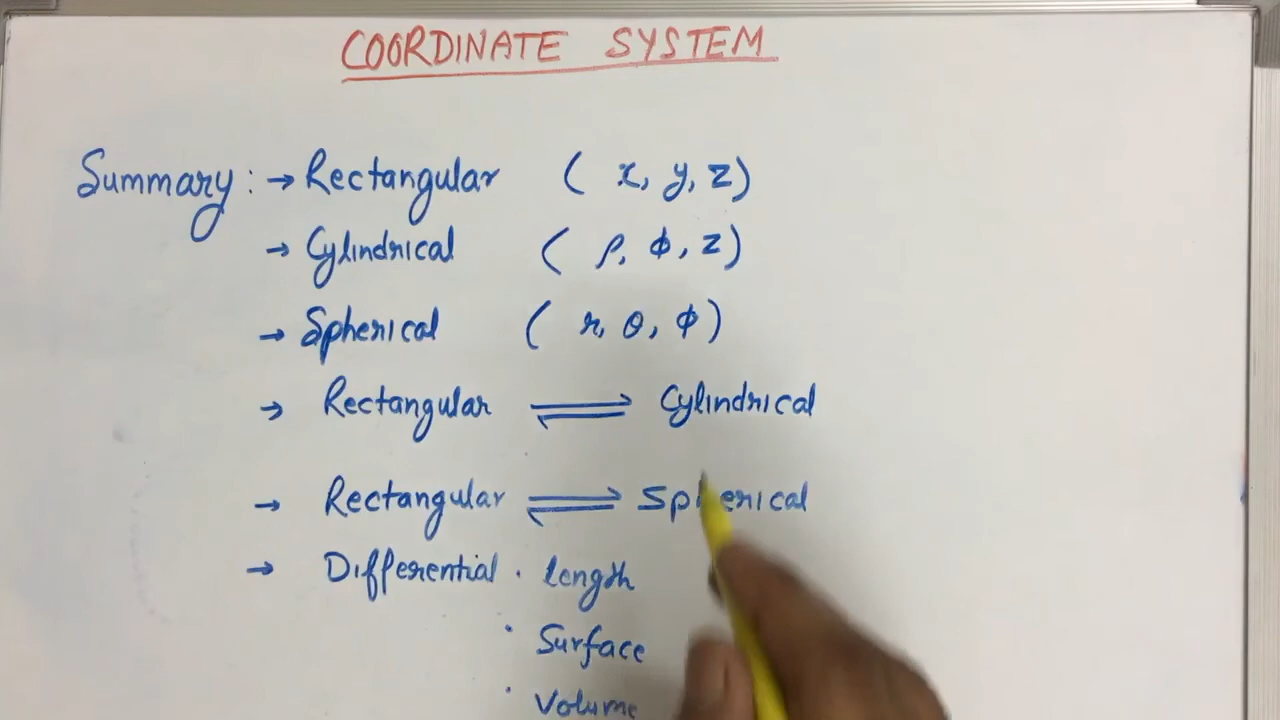 COORDINATE SYSTEM
Summary : → Rectangular ( x, y, z )
→ Cylindrical ( ρ, ϕ, z )
→ Spherical ( r, θ, ϕ )
→ Rectangular ⇌ Cylindrical
→ Rectangular ⇌ Spherical
→ Differential · length
· Surface
· Volume